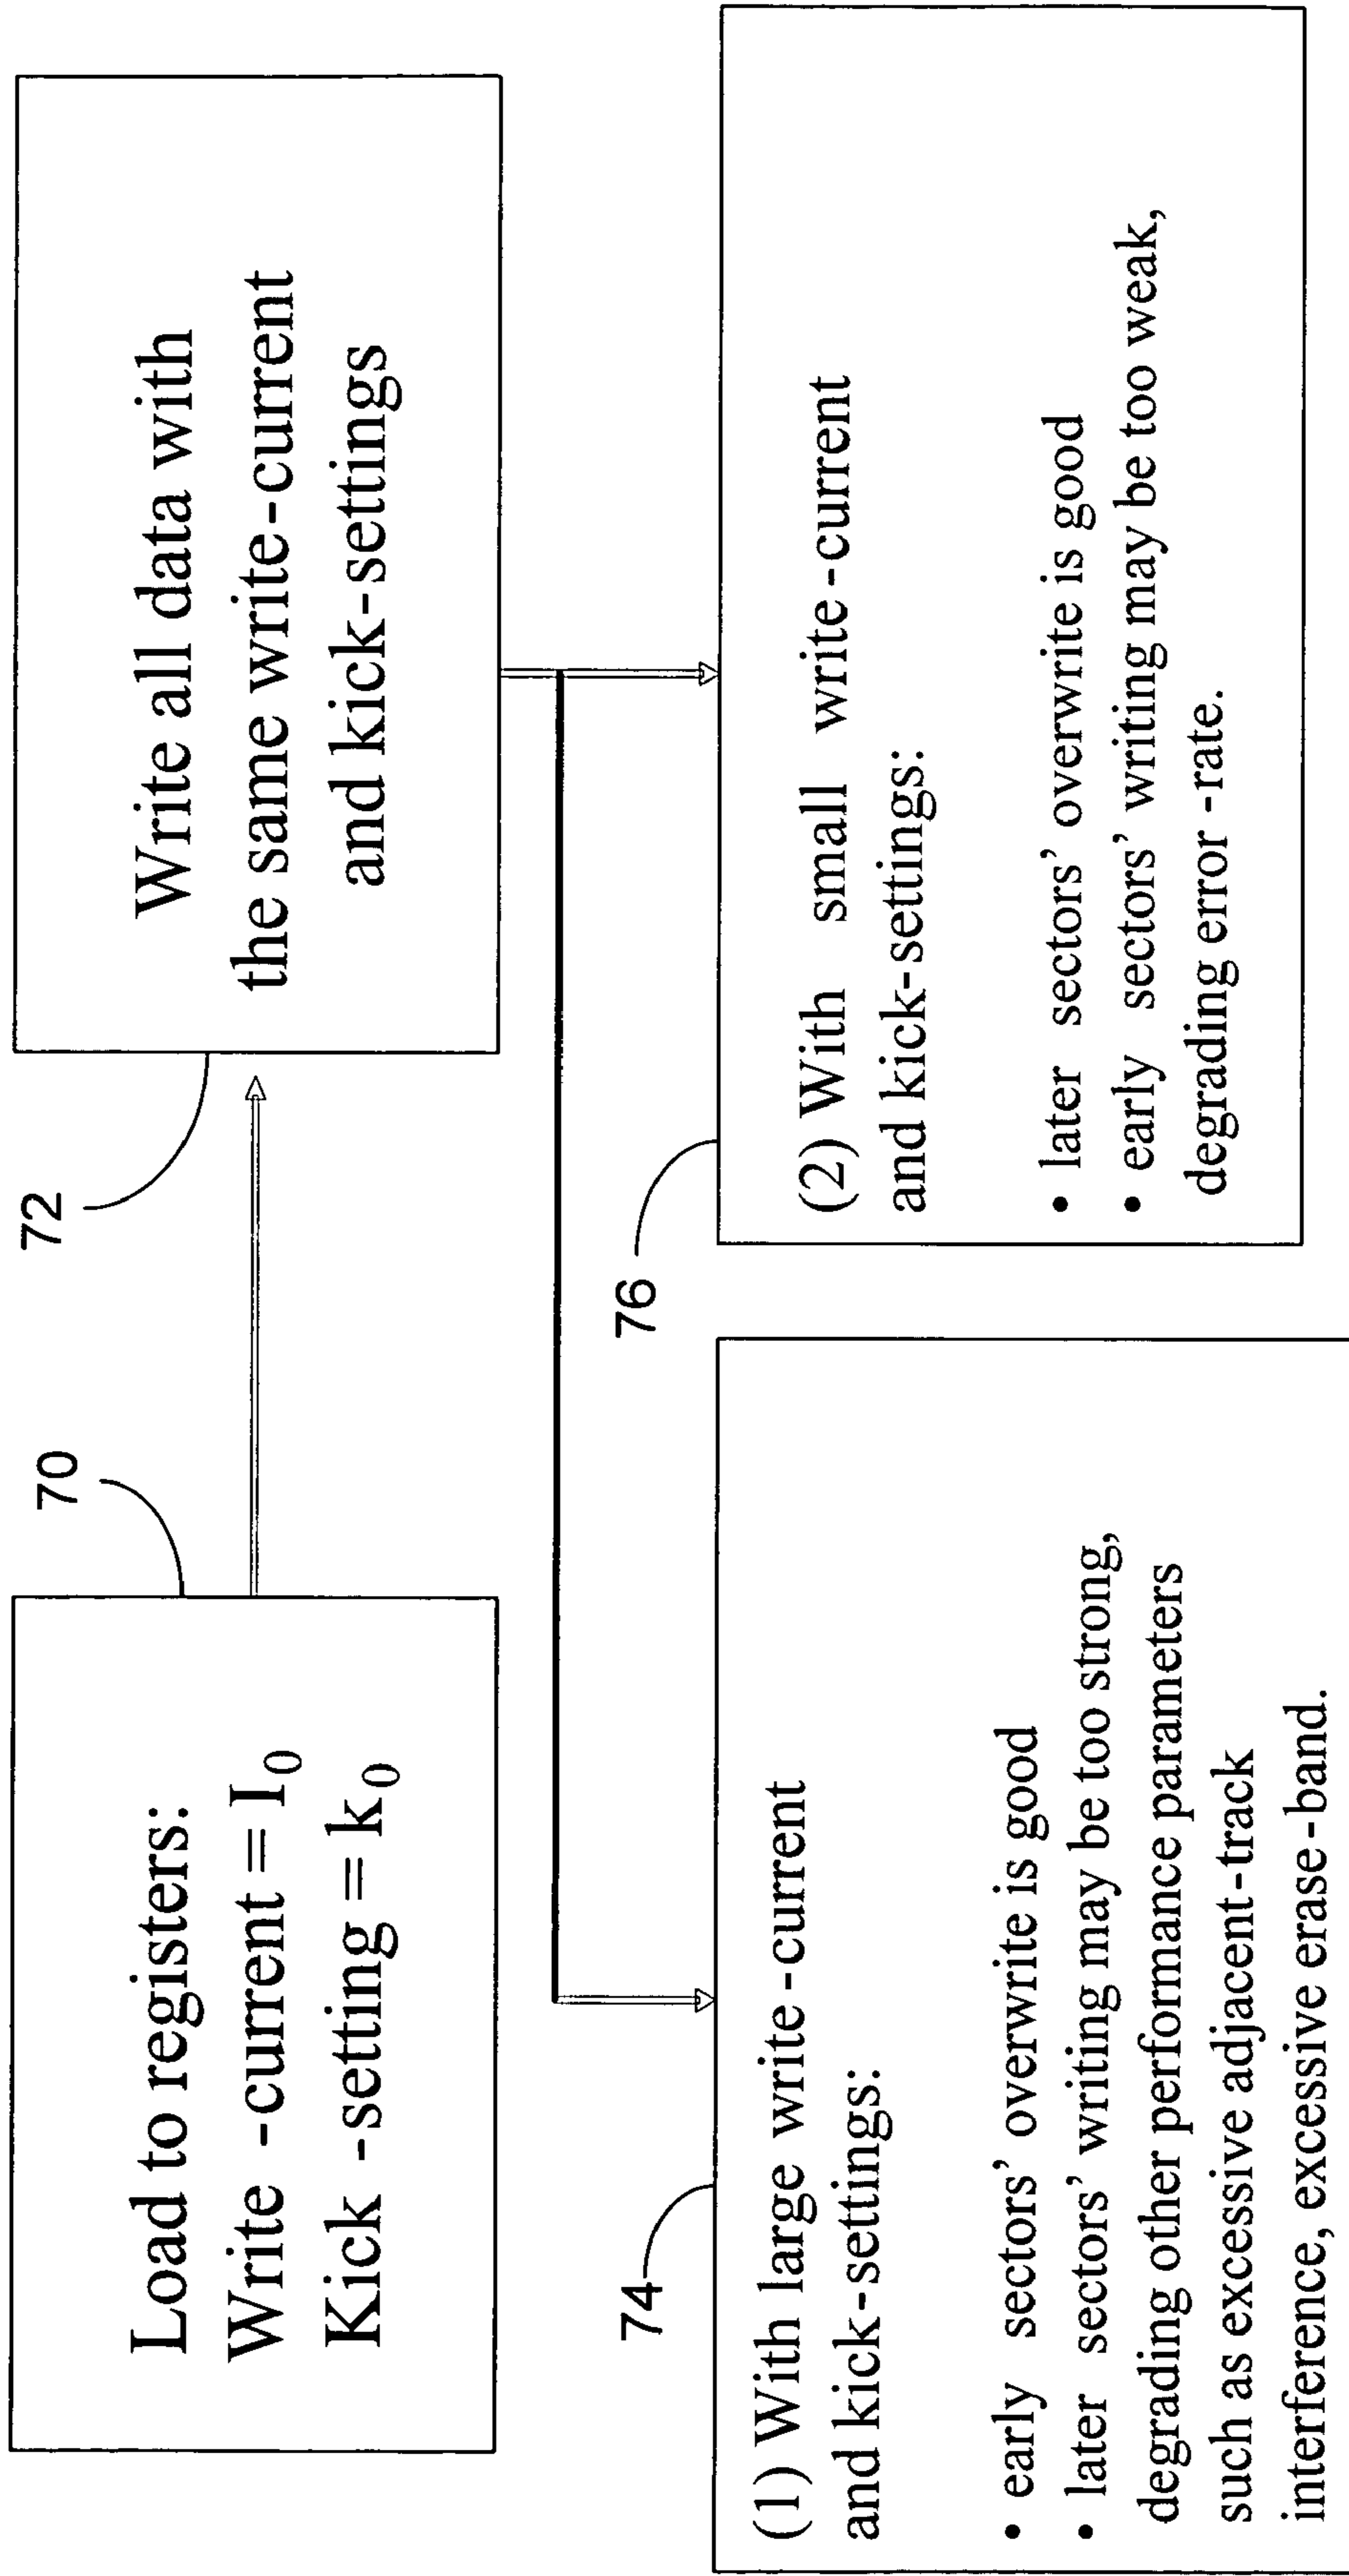 70
Load to registers:
Write -current = I₀
Kick -setting = k₀
72
Write all data with
the same write-current
and kick-settings
74
(1) With large write -current
and kick-settings:
• early sectors’ overwrite is good
• later sectors’ writing may be too strong,
degrading other performance parameters
such as excessive adjacent-track
interference, excessive erase -band.
76
(2) With small write -current
and kick-settings:
• later sectors’ overwrite is good
• early sectors’ writing may be too weak,
degrading error -rate.